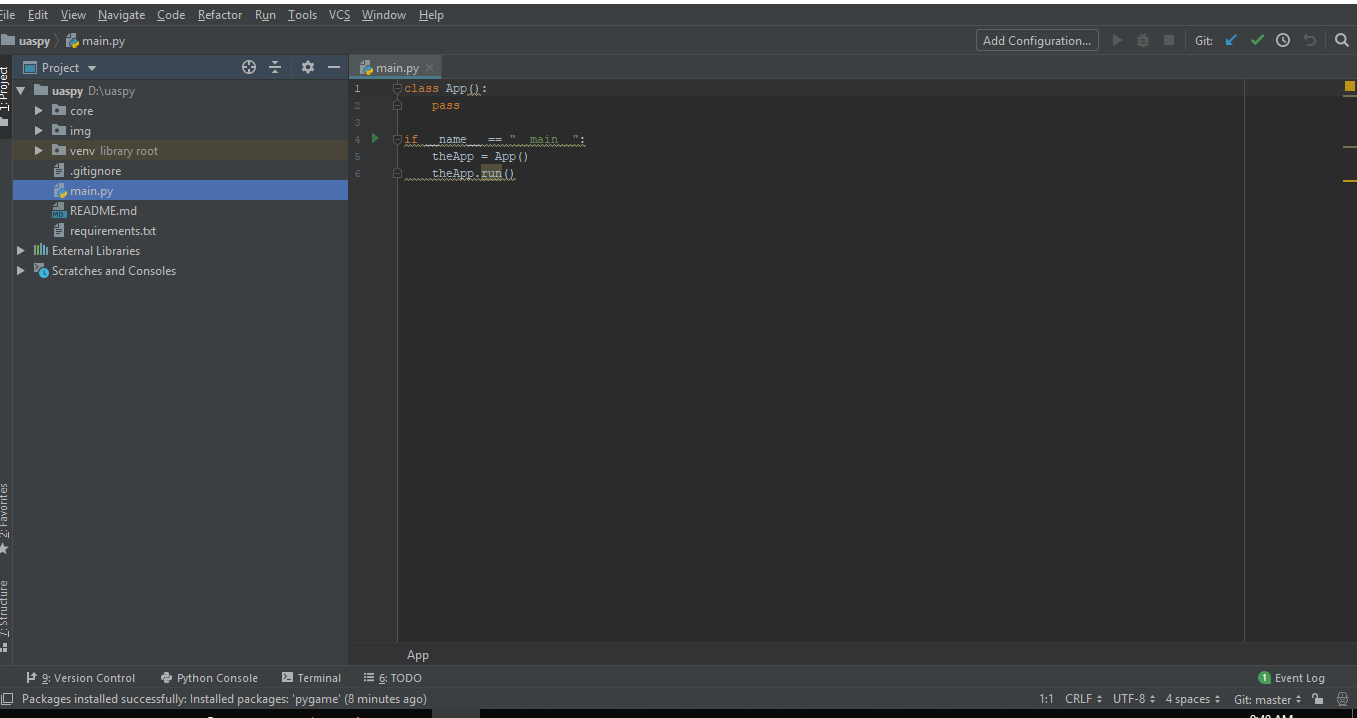 File Edit View Navigate Code Refactor Run Tools VCS Window Help
uaspy main.py Add Configuration... Git:
1: Project
Project
main.py
uaspy D:\uaspy
core
img
venv library root
.gitignore
main.py
README.md
requirements.txt
External Libraries
Scratches and Consoles
1 class App():
2 pass
3
4 if __name__ == "__main__":
5 theApp = App()
6 theApp.run()
2: Favorites
7: Structure
App
9: Version Control Python Console Terminal 6: TODO 1 Event Log
Packages installed successfully: Installed packages: 'pygame' (8 minutes ago) 1:1 CRLF UTF-8 4 spaces Git: master